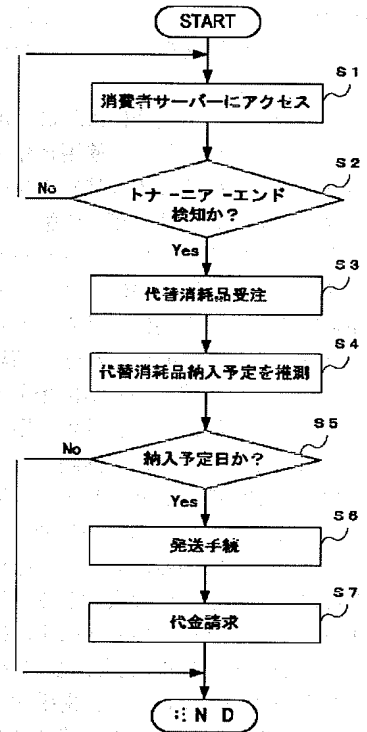 START
S1
消費者サーバーにアクセス
S2
トナーニアーエンド
検知か？
No
Yes
S3
代替消耗品受注
S4
代替消耗品納入予定を推測
S5
納入予定日か？
No
Yes
S6
発送手続
S7
代金請求
END